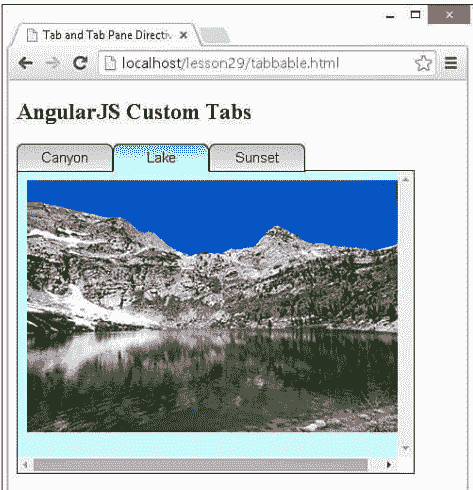 Tab and Tab Pane Directiv
localhost/lesson29/tabbable.html
AngularJS Custom Tabs
Canyon Lake Sunset